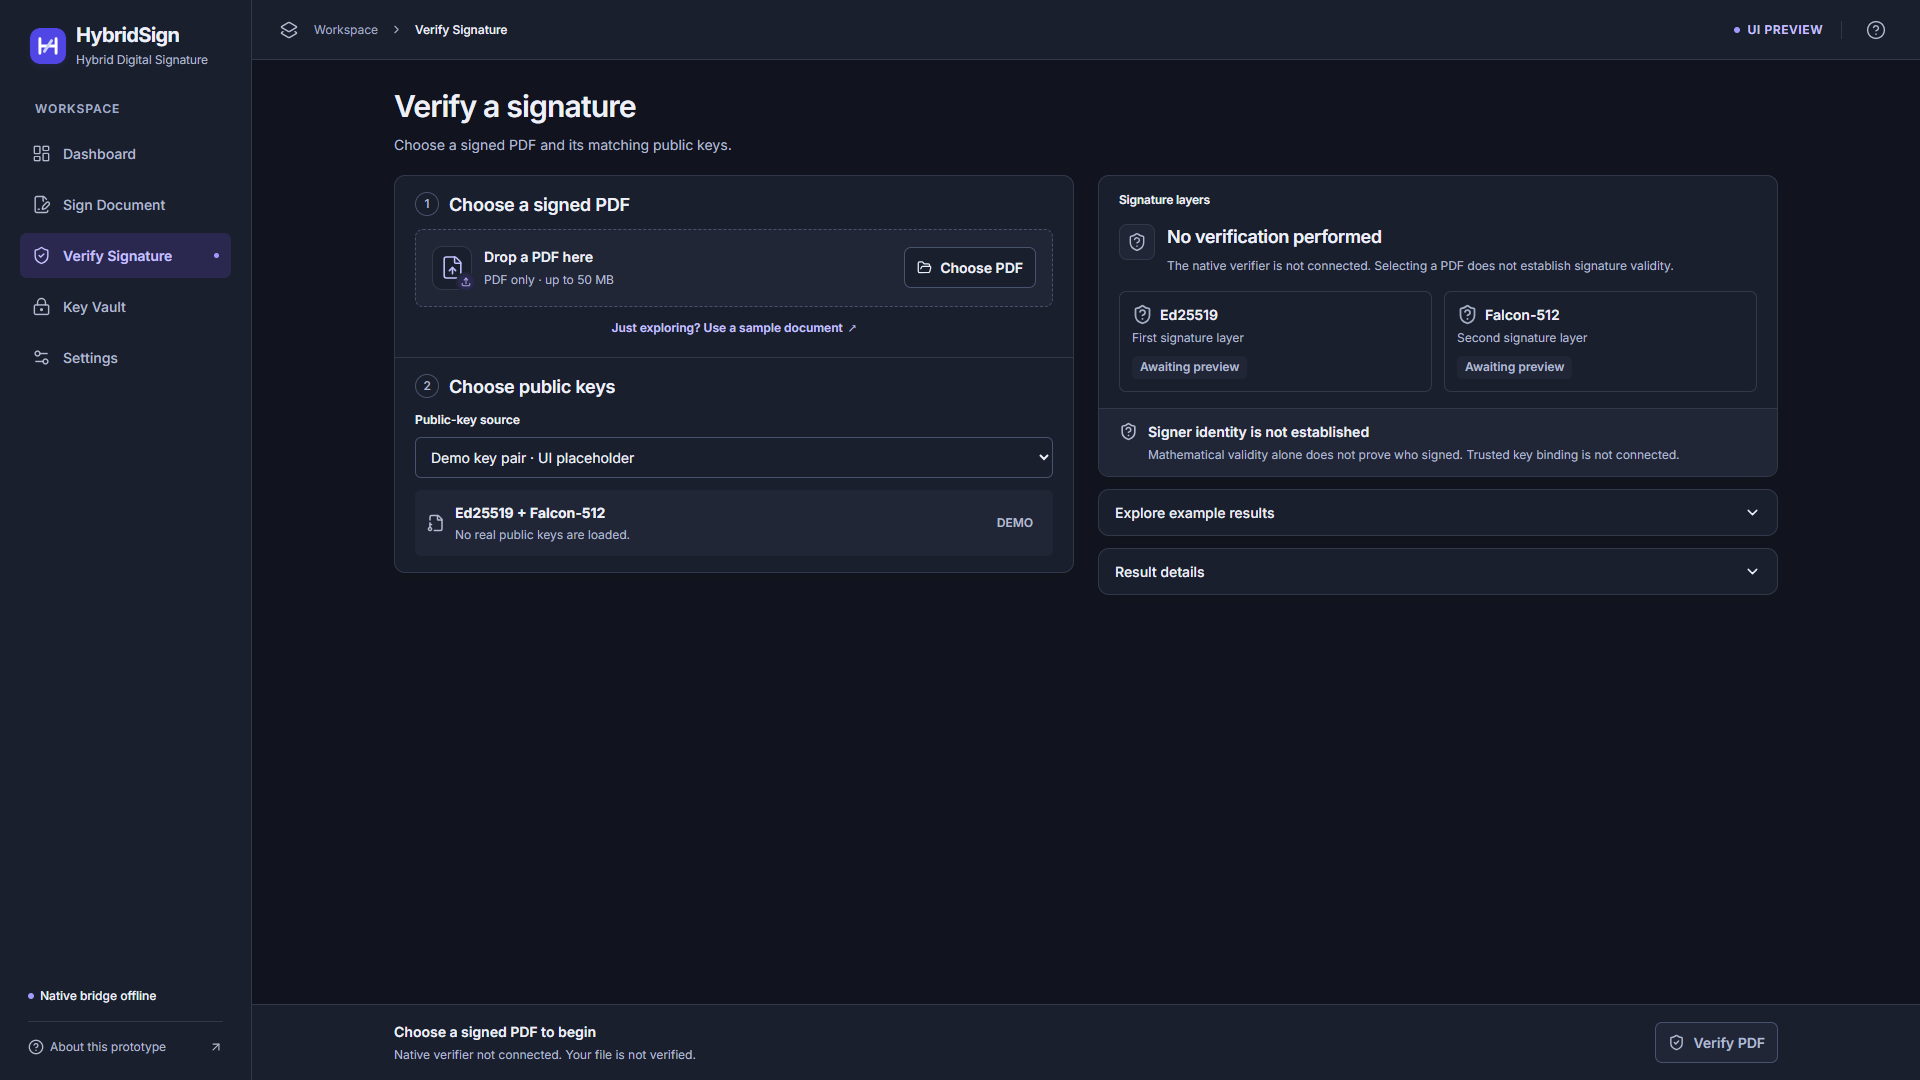 HybridSign
Hybrid Digital Signature
WORKSPACE
Dashboard
Sign Document
Verify Signature
Key Vault
Settings
Native bridge offline
About this prototype
Workspace
Verify Signature
UI PREVIEW
Verify a signature
Choose a signed PDF and its matching public keys.
1
Choose a signed PDF
Drop a PDF here
PDF only · up to 50 MB
Choose PDF
Just exploring? Use a sample document ↗
2
Choose public keys
Public-key source
Demo key pair · UI placeholder
Ed25519 + Falcon-512
No real public keys are loaded.
DEMO
Signature layers
No verification performed
The native verifier is not connected. Selecting a PDF does not establish signature validity.
Ed25519
First signature layer
Awaiting preview
Falcon-512
Second signature layer
Awaiting preview
Signer identity is not established
Mathematical validity alone does not prove who signed. Trusted key binding is not connected.
Explore example results
Result details
Choose a signed PDF to begin
Native verifier not connected. Your file is not verified.
Verify PDF